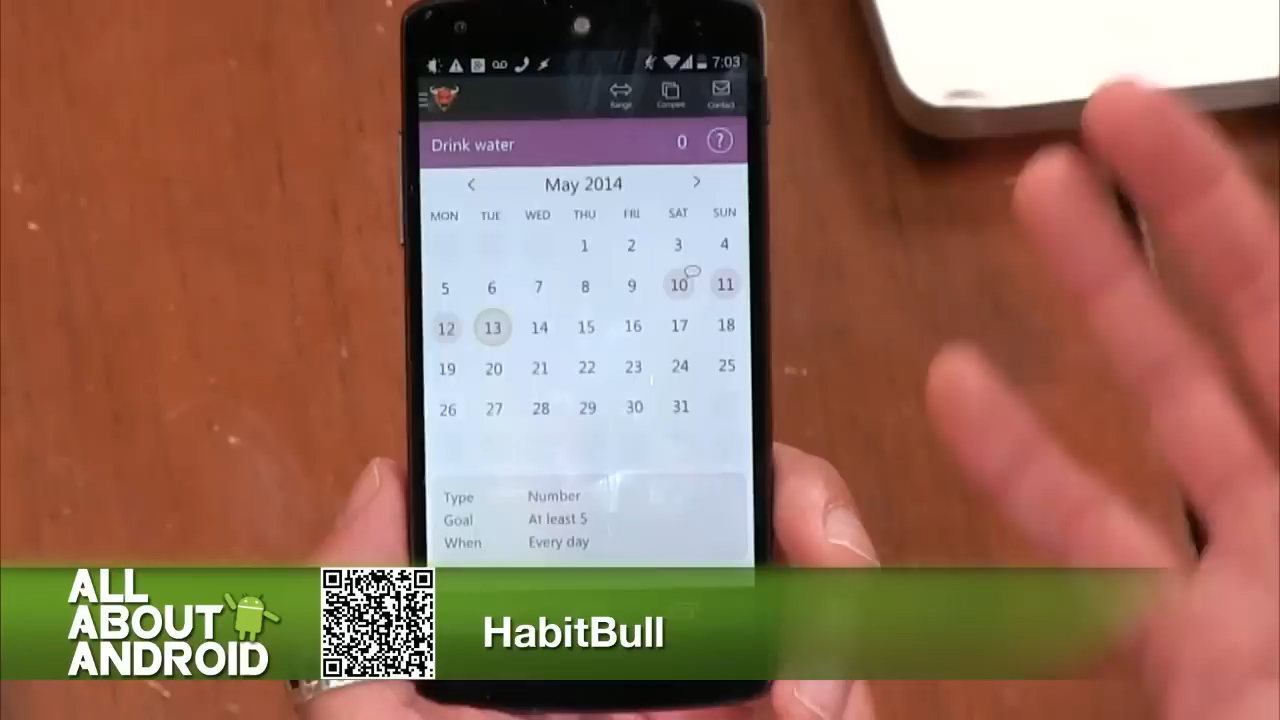 7:03
Range Compare Contact
Drink water 0 ?
< May 2014 >
MON TUE WED THU FRI SAT SUN
1 2 3 4
5 6 7 8 9 10 11
12 13 14 15 16 17 18
19 20 21 22 23 24 25
26 27 28 29 30 31
Type Number
Goal At least 5
When Every day
ALL
ABOUT
ANDROID
HabitBull